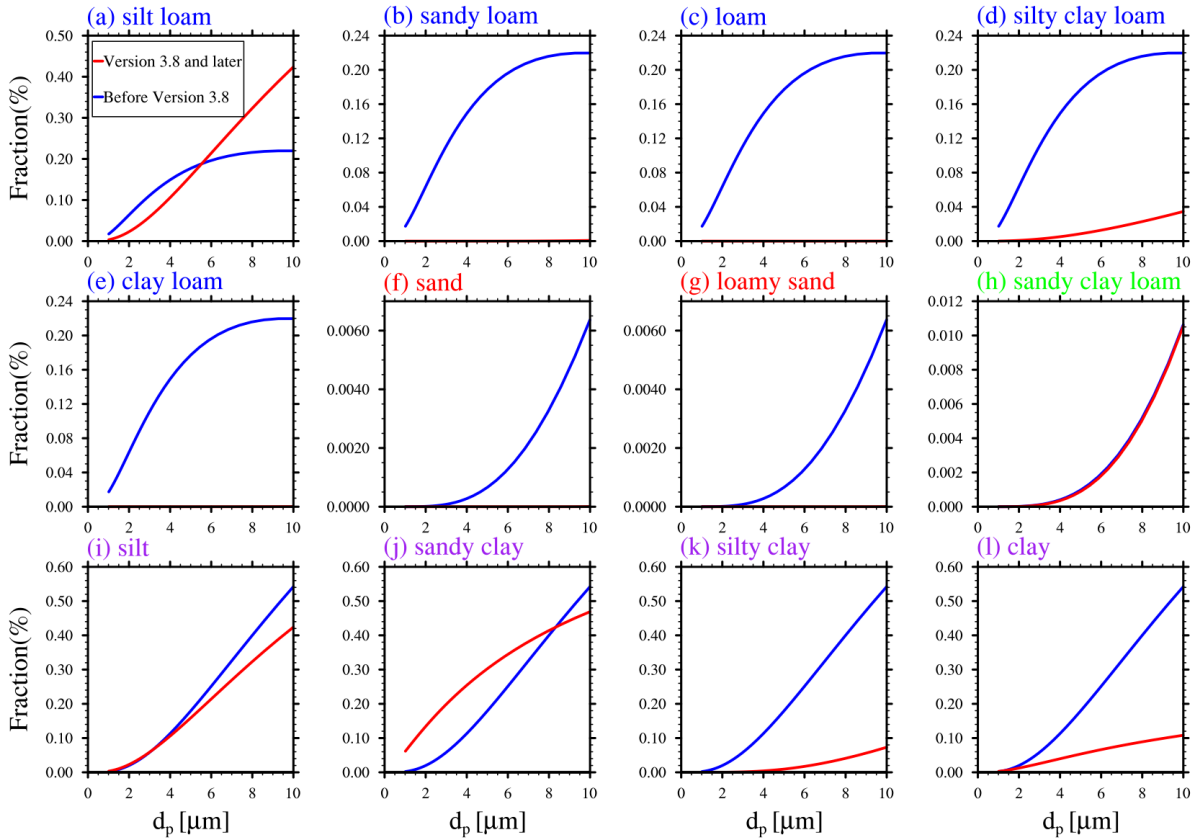 (a) silt loam
(b) sandy loam
(c) loam
(d) silty clay loam
Fraction(%)
0.50
0.40
0.30
0.20
0.10
0.00
Version 3.8 and later
Before Version 3.8
0 2 4 6 8 10
0.24
0.20
0.16
0.12
0.08
0.04
0.00
0 2 4 6 8 10
0.24
0.20
0.16
0.12
0.08
0.04
0.00
0 2 4 6 8 10
0.24
0.20
0.16
0.12
0.08
0.04
0.00
0 2 4 6 8 10
(e) clay loam
(f) sand
(g) loamy sand
(h) sandy clay loam
Fraction(%)
0.24
0.20
0.16
0.12
0.08
0.04
0.00
0 2 4 6 8 10
0.0060
0.0040
0.0020
0.0000
0 2 4 6 8 10
0.0060
0.0040
0.0020
0.0000
0 2 4 6 8 10
0.012
0.010
0.008
0.006
0.004
0.002
0.000
0 2 4 6 8 10
(i) silt
(j) sandy clay
(k) silty clay
(l) clay
Fraction(%)
0.60
0.50
0.40
0.30
0.20
0.10
0.00
0 2 4 6 8 10
dp [µm]
0.60
0.50
0.40
0.30
0.20
0.10
0.00
0 2 4 6 8 10
dp [µm]
0.60
0.50
0.40
0.30
0.20
0.10
0.00
0 2 4 6 8 10
dp [µm]
0.60
0.50
0.40
0.30
0.20
0.10
0.00
0 2 4 6 8 10
dp [µm]